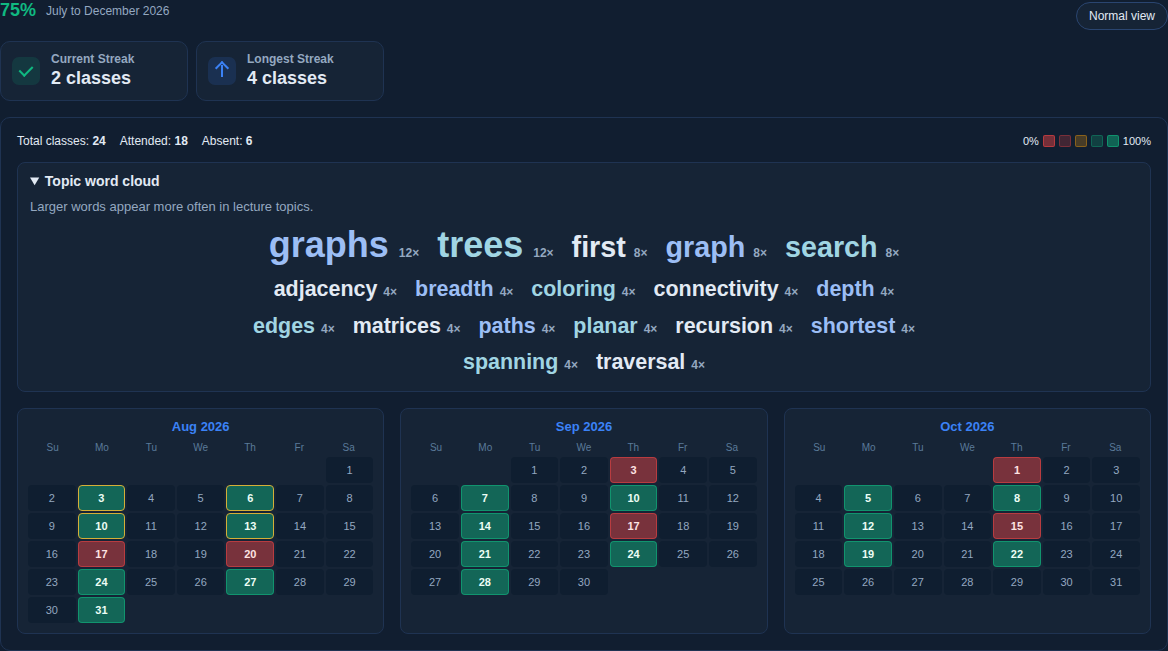 75% July to December 2026 Normal view
Current Streak
2 classes
Longest Streak
4 classes
Total classes: 24 Attended: 18 Absent: 6 0% 100%
▼ Topic word cloud
Larger words appear more often in lecture topics.
graphs 12× trees 12× first 8× graph 8× search 8×
adjacency 4× breadth 4× coloring 4× connectivity 4× depth 4×
edges 4× matrices 4× paths 4× planar 4× recursion 4× shortest 4×
spanning 4× traversal 4×
Aug 2026
Su Mo Tu We Th Fr Sa
1
2 3 4 5 6 7 8
9 10 11 12 13 14 15
16 17 18 19 20 21 22
23 24 25 26 27 28 29
30 31
Sep 2026
Su Mo Tu We Th Fr Sa
1 2 3 4 5
6 7 8 9 10 11 12
13 14 15 16 17 18 19
20 21 22 23 24 25 26
27 28 29 30
Oct 2026
Su Mo Tu We Th Fr Sa
1 2 3
4 5 6 7 8 9 10
11 12 13 14 15 16 17
18 19 20 21 22 23 24
25 26 27 28 29 30 31